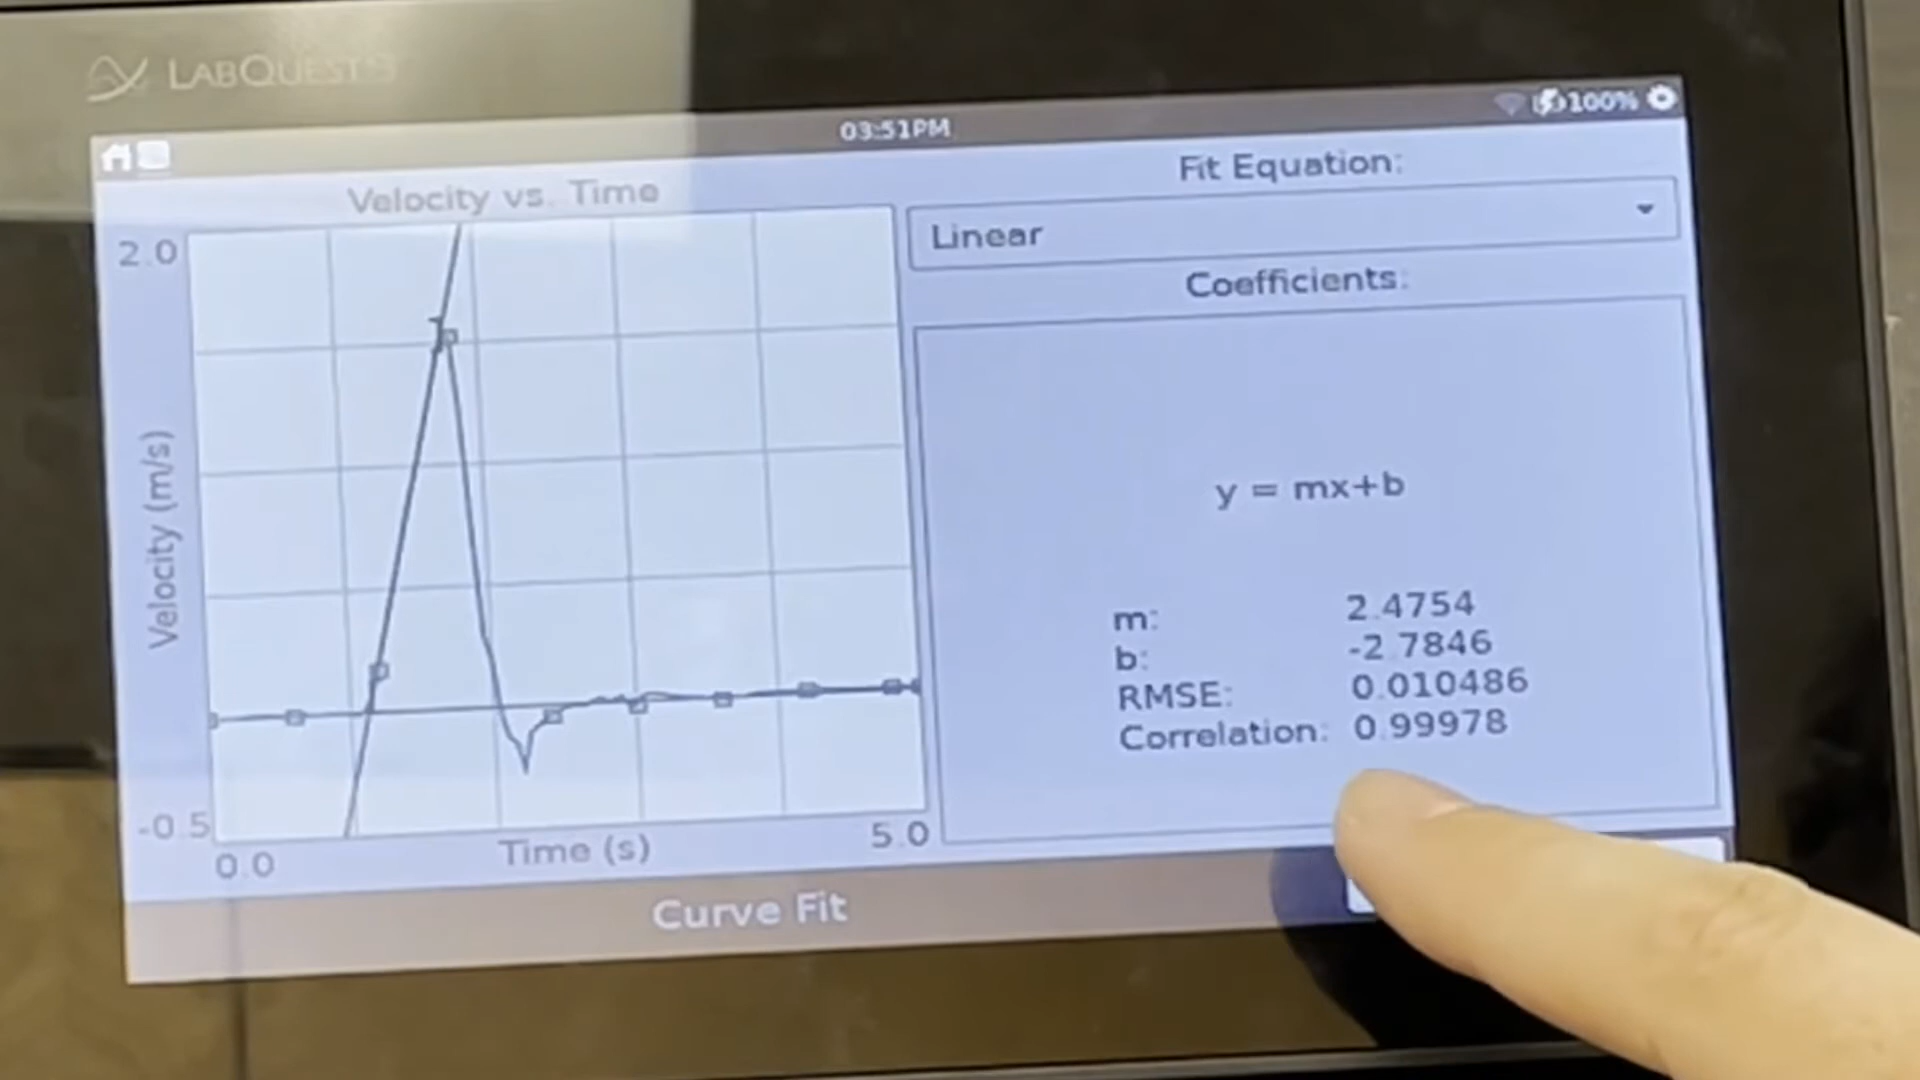 LABQUEST 3
03:51PM
100%
Velocity vs. Time
2.0
Velocity (m/s)
-0.5
0.0
Time (s)
5.0
Fit Equation:
Linear
Coefficients:
y = mx+b
m: 2.4754
b: -2.7846
RMSE: 0.010486
Correlation: 0.99978
Curve Fit